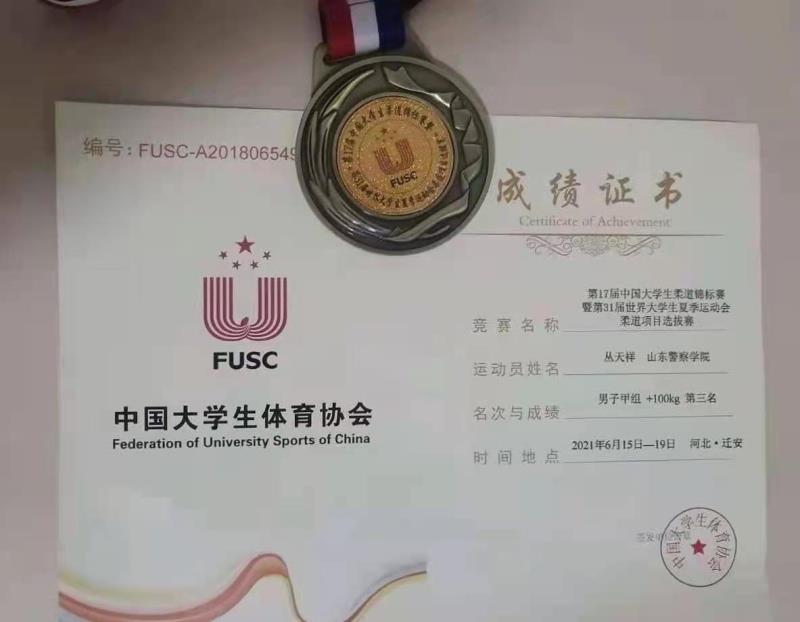 编号: FUSC-A201806549
FUSC
成绩证书
Certificate of Achievement
FUSC
中国大学生体育协会
Federation of University Sports of China
竞赛名称
第17届中国大学生柔道锦标赛
暨第31届世界大学生夏季运动会
柔道项目选拔赛
运动员姓名
丛天祥 山东警察学院
名次与成绩
男子甲组 +100kg 第三名
时间地点
2021年6月15日—19日 河北·迁安
中国大学生体育协会